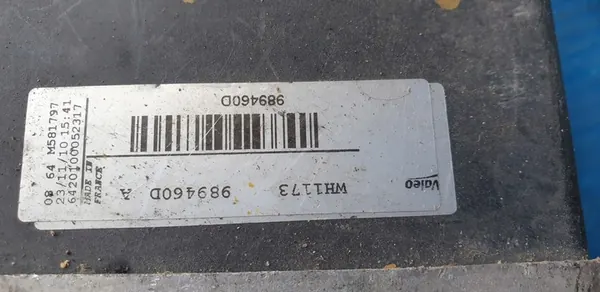 Valeo
WH1173 989460D A
989460D
08 64 M581797
23/11/10 15:41
6420100052317
MADE IN
FRANCE